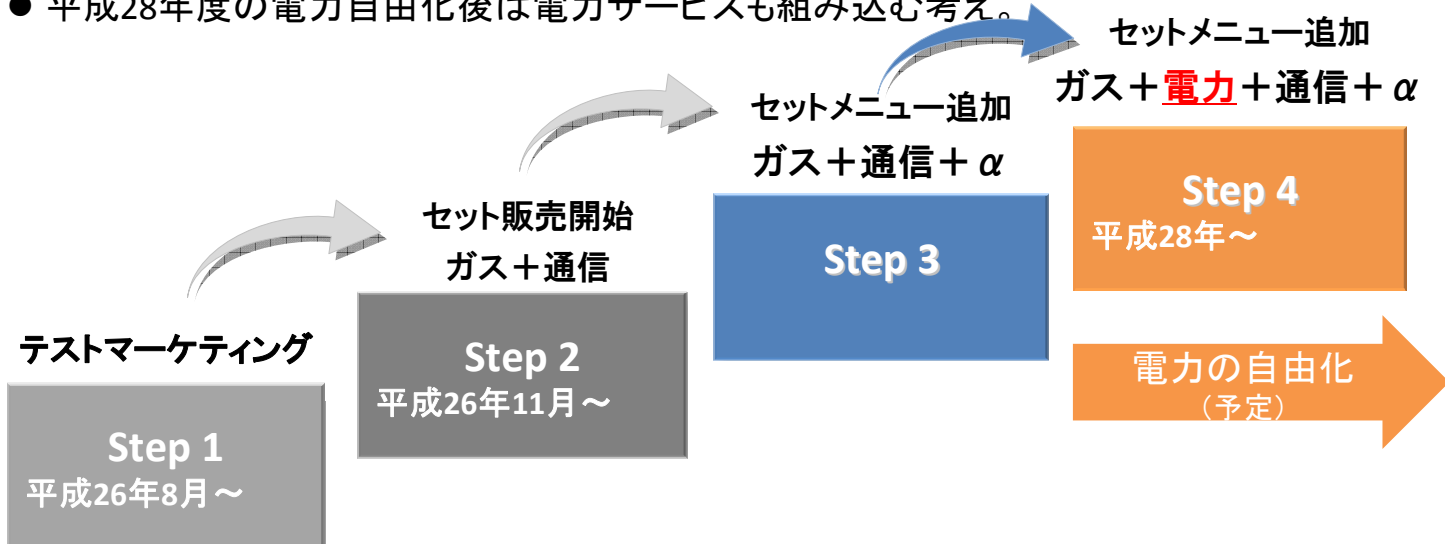 ● 平成28年度の電力自由化後は電力サービスも組み込む考え。
セットメニュー追加
ガス＋電力＋通信＋α
Step 4
平成28年～
電力の自由化
（予定）
セットメニュー追加
ガス＋通信＋α
Step 3
セット販売開始
ガス＋通信
Step 2
平成26年11月～
テストマーケティング
Step 1
平成26年8月～